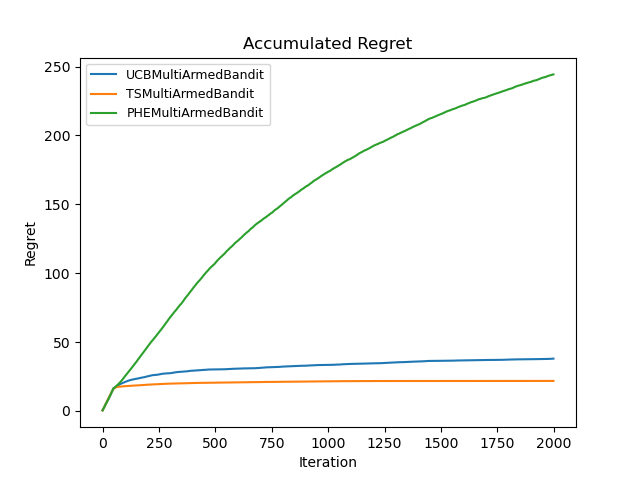 Accumulated Regret
UCBMultiArmedBandit
TSMultiArmedBandit
PHEMultiArmedBandit
250
200
150
100
50
0
Regret
0 250 500 750 1000 1250 1500 1750 2000
Iteration